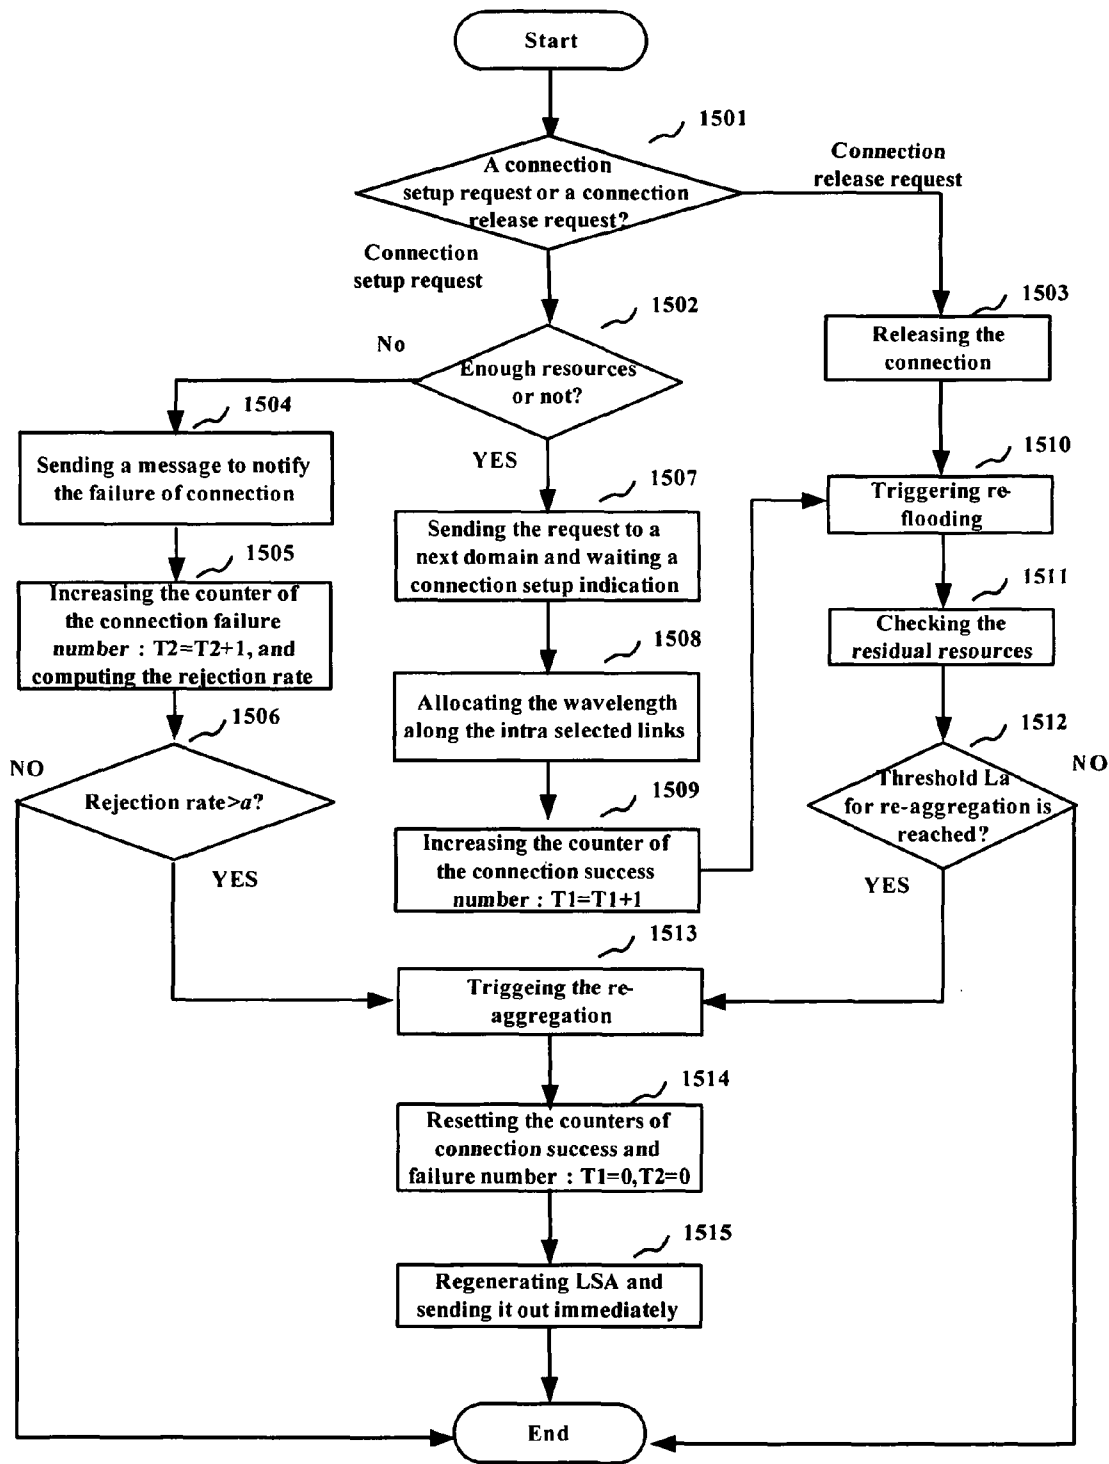 Start
1501
A connection
setup request or a connection
release request?
Connection
release request
Connection
setup request
1502
1503
Releasing the
connection
No
Enough resources
or not?
1504
Sending a message to notify
the failure of connection
YES
1507
Sending the request to a
next domain and waiting a
connection setup indication
1510
Triggering re-
flooding
1505
Increasing the counter of
the connection failure
number : T2=T2+1, and
computing the rejection rate
1508
Allocating the wavelength
along the intra selected links
1511
Checking the
residual resources
1506
NO
Rejection rate>a?
YES
1509
Increasing the counter of
the connection success
number : T1=T1+1
1512
NO
Threshold La
for re-aggregation is
reached?
YES
1513
Triggeing the re-
aggregation
1514
Resetting the counters of
connection success and
failure number : T1=0,T2=0
1515
Regenerating LSA and
sending it out immediately
End